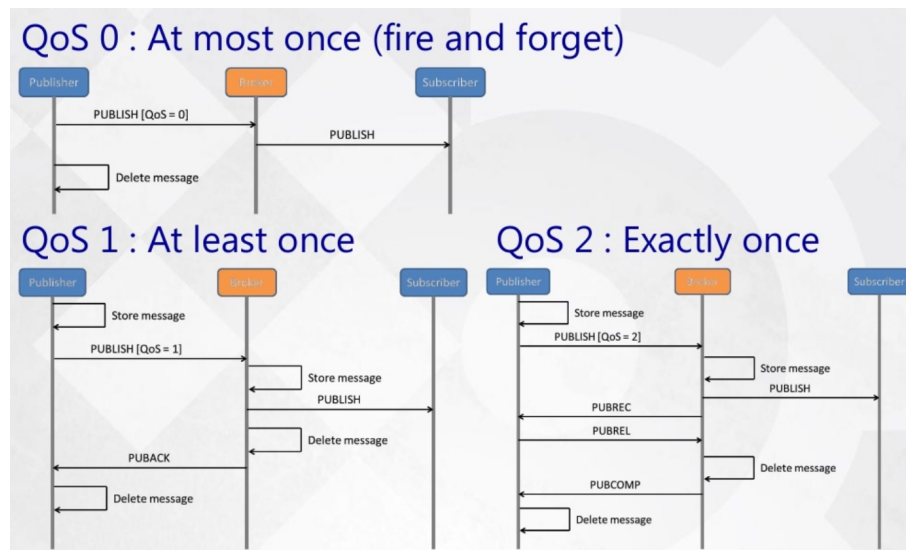 QoS 0 : At most once (fire and forget)
Publisher
Broker
Subscriber
PUBLISH [QoS = 0]
PUBLISH
Delete message
QoS 1 : At least once
Publisher
Broker
Subscriber
Store message
PUBLISH [QoS = 1]
Store message
PUBLISH
Delete message
PUBACK
Delete message
QoS 2 : Exactly once
Publisher
Broker
Subscriber
Store message
PUBLISH [QoS = 2]
Store message
PUBLISH
PUBREC
PUBREL
Delete message
PUBCOMP
Delete message